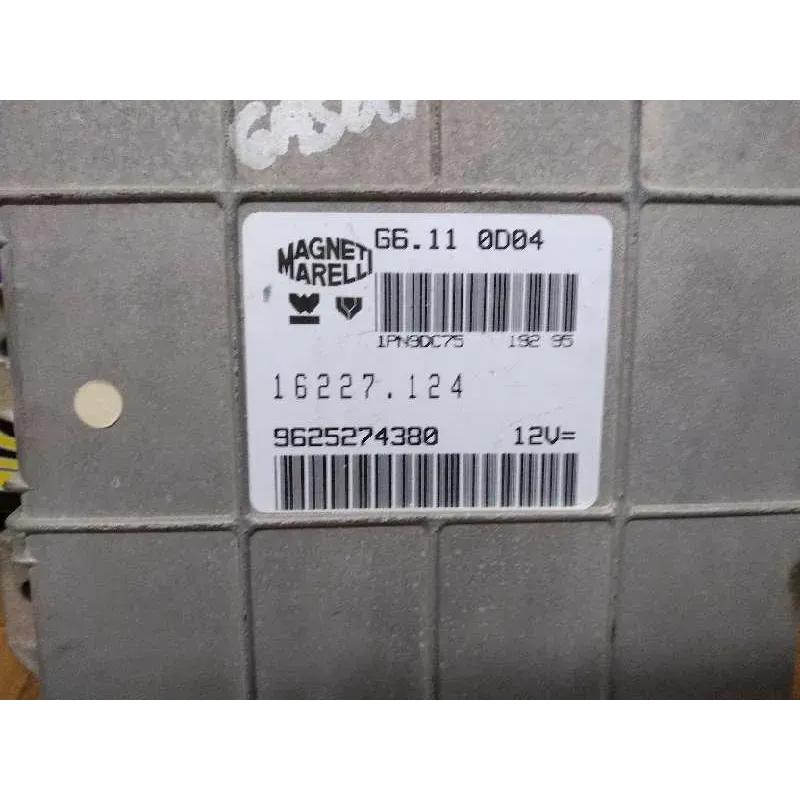 G6.11 0D04
MAGNETI
MARELLI
1PN9DC75 192 95
16227.124
9625274380 12V=